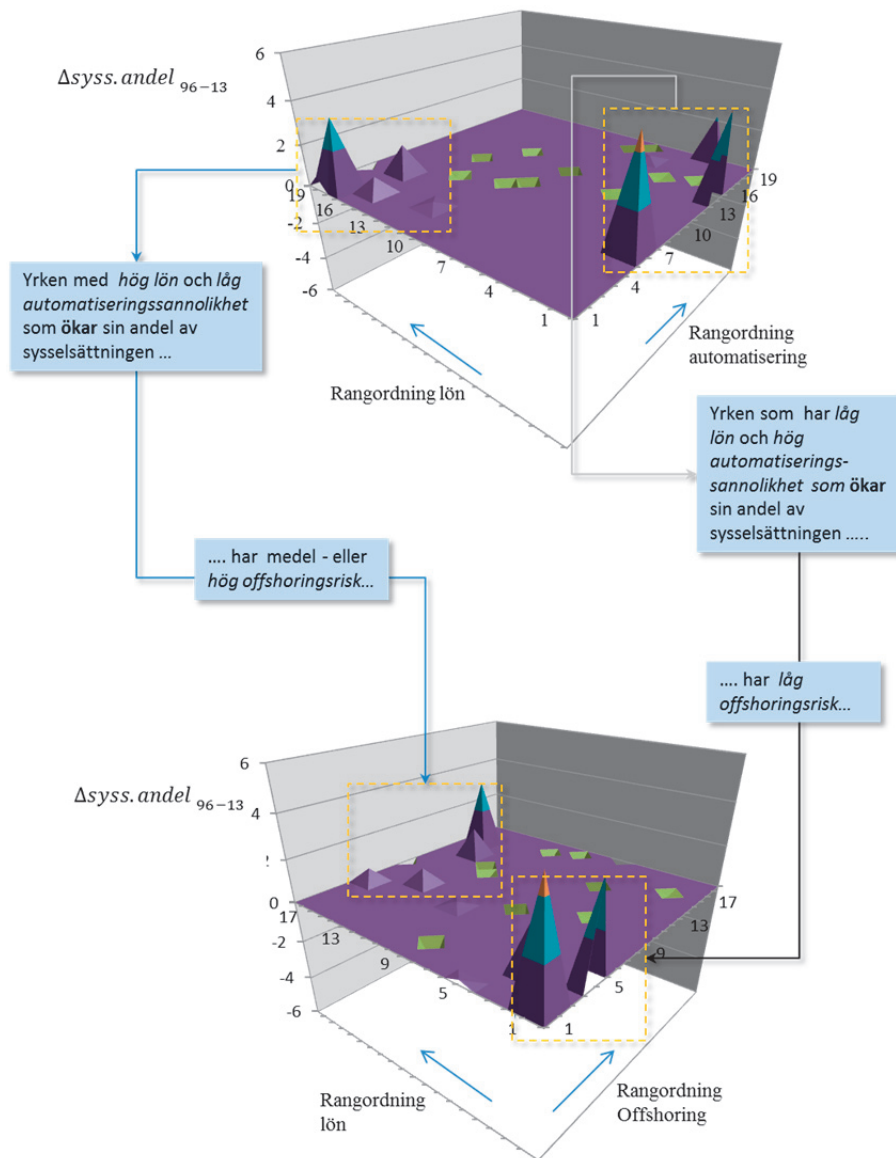 6
Δsyss.andel 96−13
4
2
0
-2
-4
-6
19
16
13
10
7
4
1
1
4
7
10
13
16
19
Rangordning lön
Rangordning
automatisering
Yrken med hög lön och låg
automatiseringssannolikhet
som ökar sin andel av
sysselsättningen ...
Yrken som har låg
lön och hög
automatiserings-
sannolikhet som ökar
sin andel av
sysselsättningen .....
.... har medel - eller
hög offshoringsrisk...
.... har låg
offshoringsrisk...
6
Δsyss.andel 96−13
4
0
-2
-4
-6
17
13
9
5
1
1
5
9
13
17
Rangordning
lön
Rangordning
Offshoring